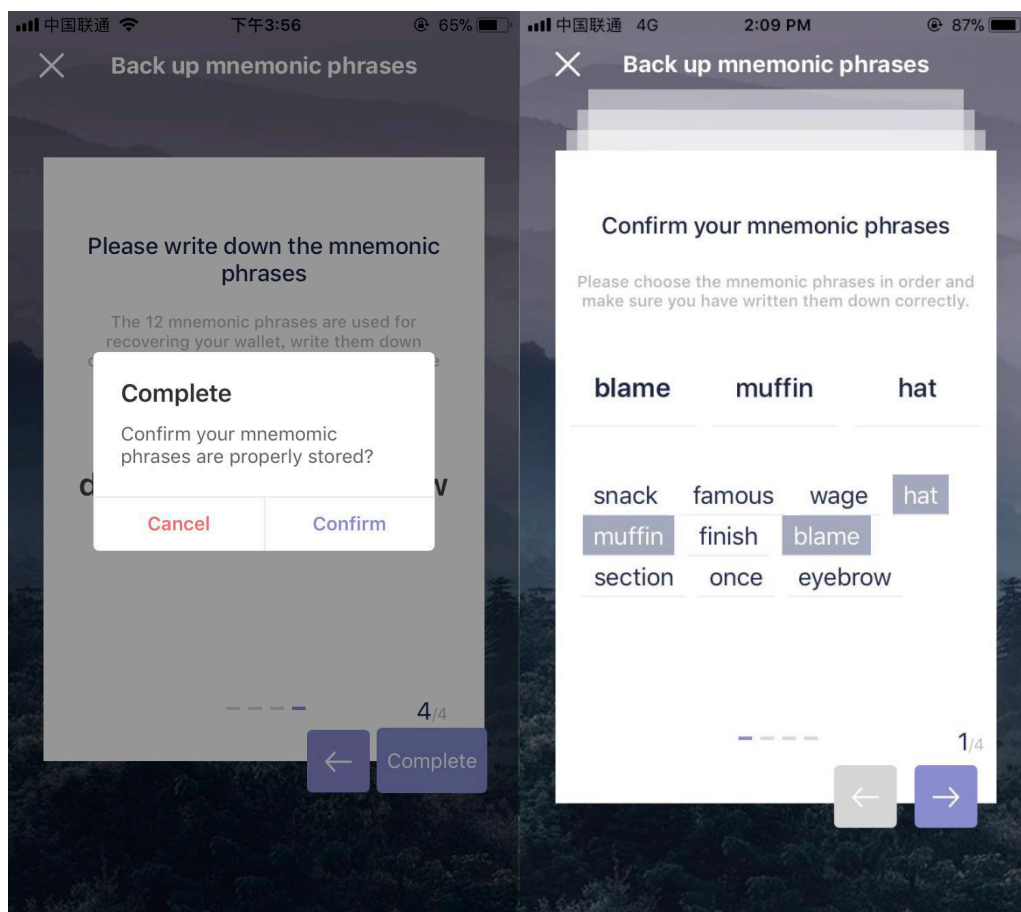 中国联通 下午3:56 65%
Back up mnemonic phrases
Please write down the mnemonic
phrases
The 12 mnemonic phrases are used for
recovering your wallet, write them down
Complete
Confirm your mnemomic
phrases are properly stored?
Cancel Confirm
4/4
Complete
中国联通 4G 2:09 PM 87%
Back up mnemonic phrases
Confirm your mnemonic phrases
Please choose the mnemonic phrases in order and
make sure you have written them down correctly.
blame muffin hat
snack famous wage hat
muffin finish blame
section once eyebrow
1/4